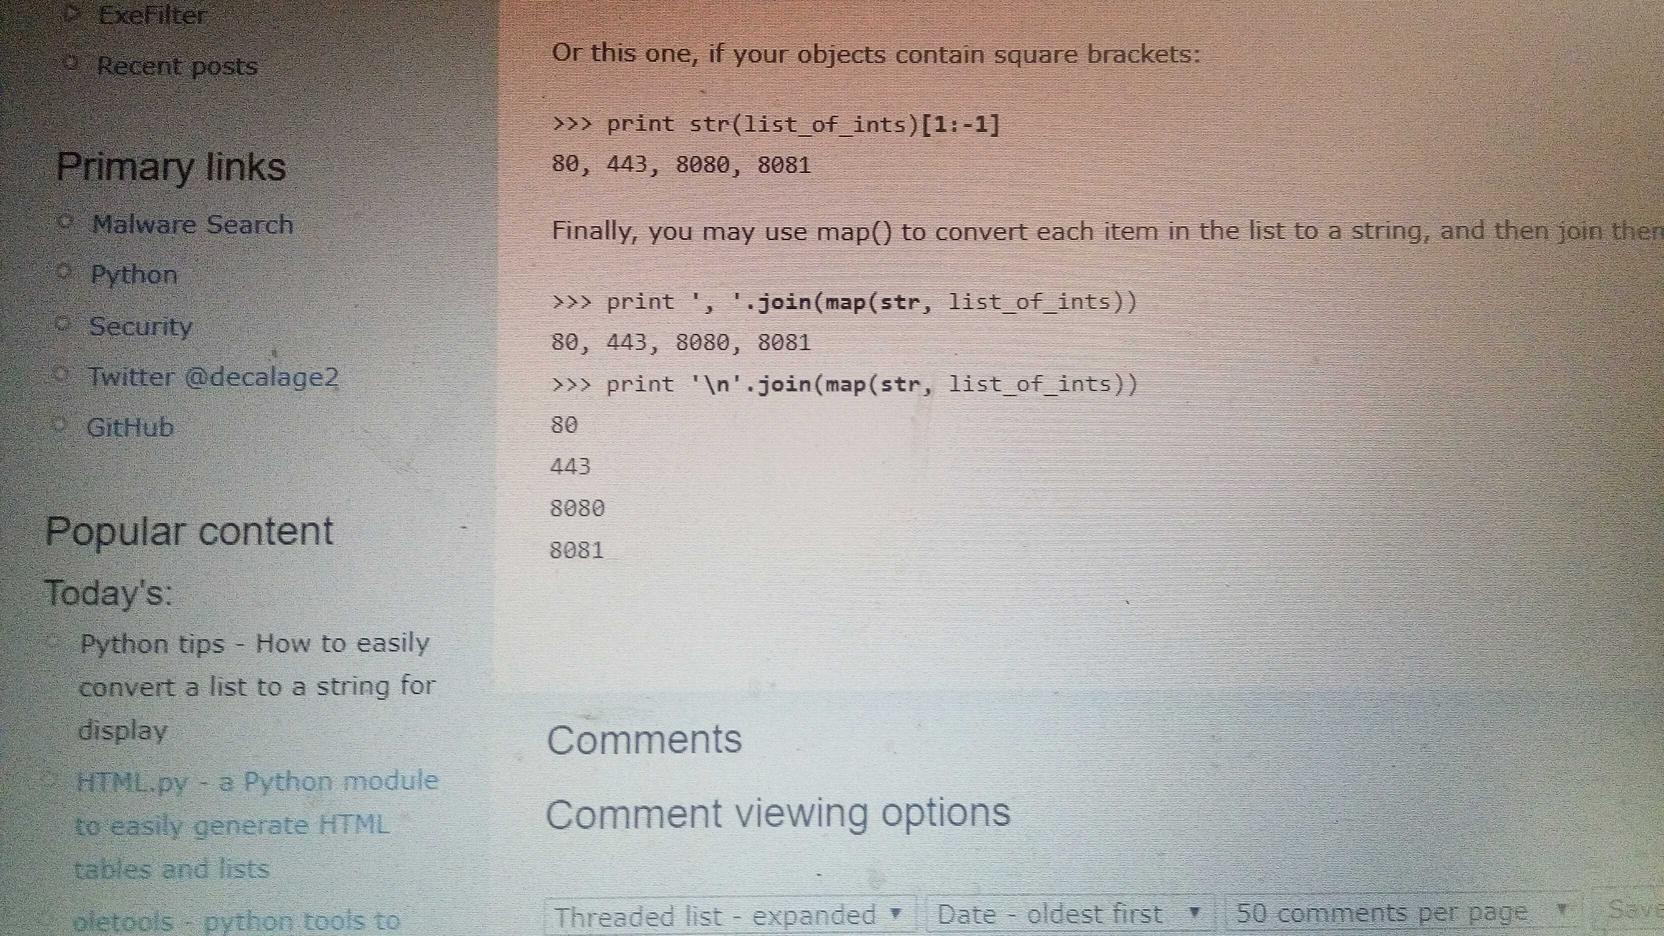 ExeFilter
Recent posts
Primary links
Malware Search
Python
Security
Twitter @decalage2
GitHub
Popular content
Today's:
Python tips - How to easily
convert a list to a string for
display
HTML.py - a Python module
to easily generate HTML
tables and lists
oletools - python tools to
Or this one, if your objects contain square brackets:
>>> print str(list_of_ints)[1:-1]
80, 443, 8080, 8081
Finally, you may use map() to convert each item in the list to a string, and then join
>>> print ', '.join(map(str, list_of_ints))
80, 443, 8080, 8081
>>> print '\n'.join(map(str, list_of_ints))
80
443
8080
8081
Comments
Comment viewing options
Threaded list - expanded
Date - oldest first
50 comments per page